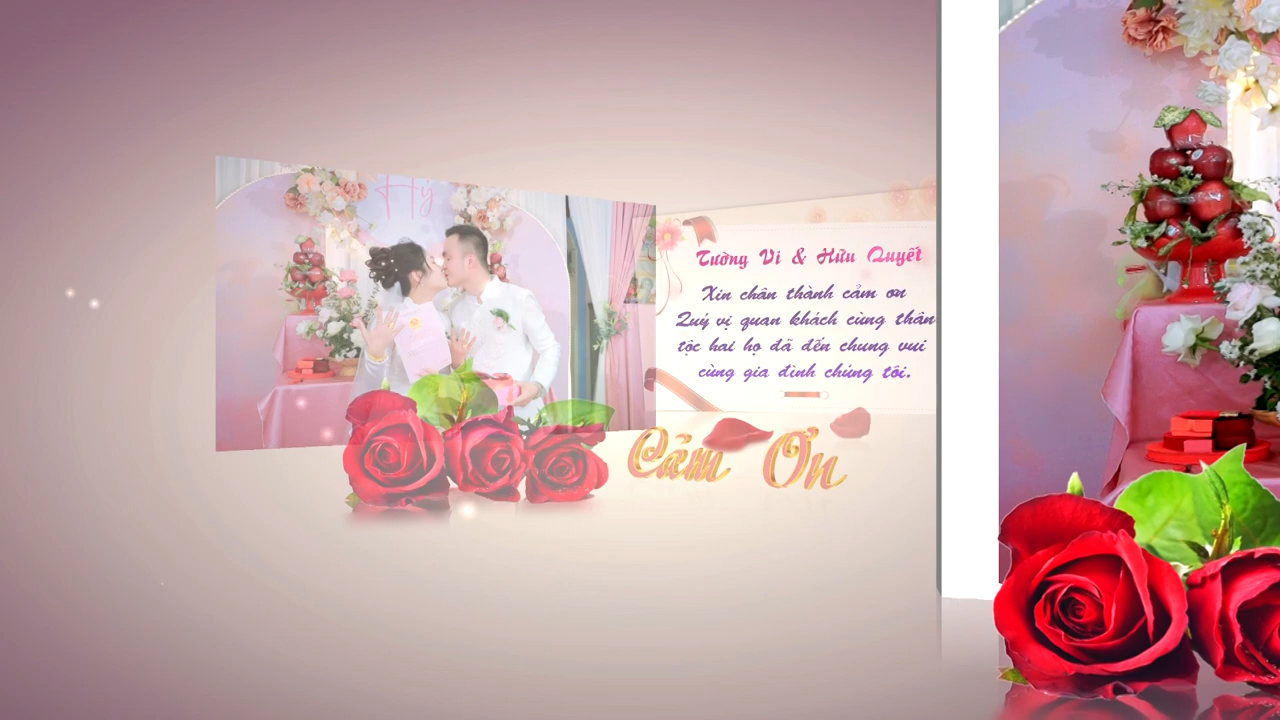 Hỷ
Tường Vi & Hữu Quyết
Xin chân thành cảm ơn
Quý vị quan khách cùng thân
tộc hai họ đã đến chung vui
cùng gia đình chúng tôi.
Cảm Ơn